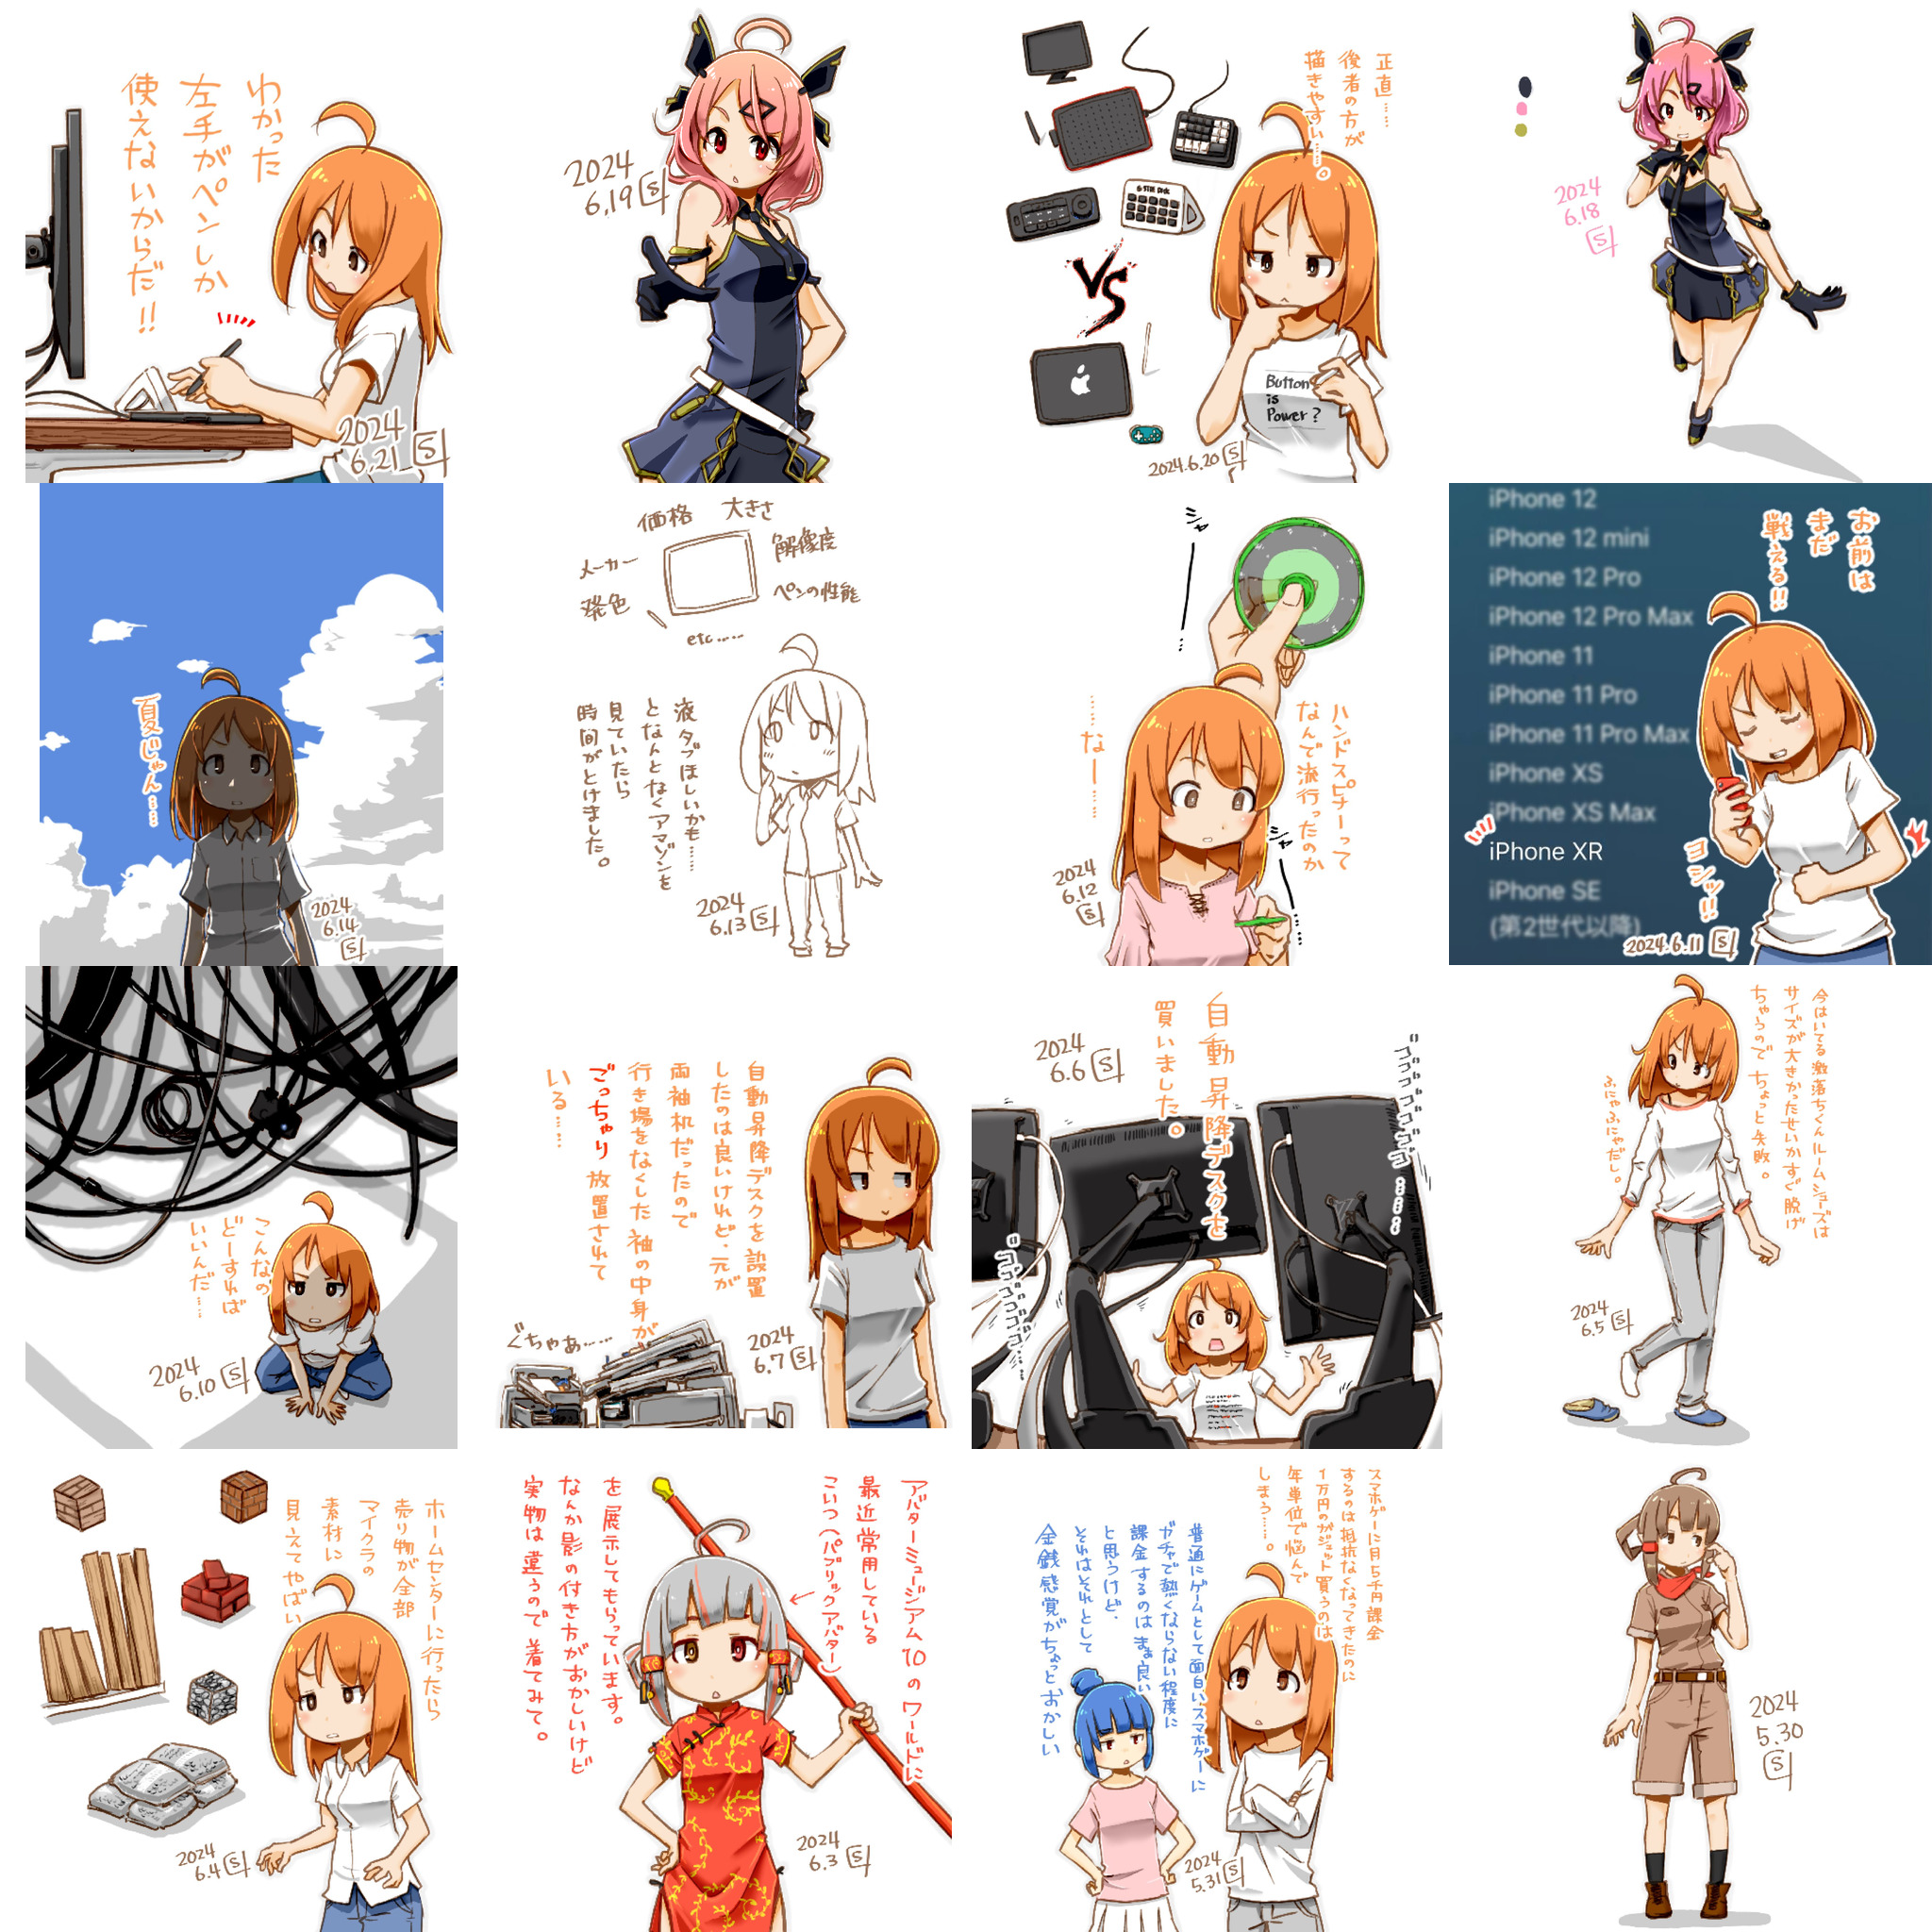 わかった
左手がペンしか
使えないからだ!!
2024
6.21 S
2024
6.19 S
正直……
後者の方が
描きやすい……。
VS
Button
is
Power?
2024.6.20 S
2024
6.18
S
夏じゃん……
2024
6.14
S
価格
大きさ
メーカー
解像度
発色
ペンの性能
etc……
液タブほしいかも……
となんとなくアマゾンを
見ていたら
時間がとけました。
2024
6.13 S
シャ
ー
…
ハンドスピナーって
なんで流行ったのか
……なー……
シャ
ー
…
2024
6.12
S
iPhone 12
iPhone 12 mini
iPhone 12 Pro
iPhone 12 Pro Max
iPhone 11
iPhone 11 Pro
iPhone 11 Pro Max
iPhone XS
iPhone XS Max
iPhone XR
iPhone SE
(第2世代以降)
お前は
まだ
戦える!!
ヨシッ!!
2024.6.11 S
こんなの
どーすれば
いいんだ……
2024
6.10 S
自動昇降デスクを設置
したのは良いけれど、元が
両袖机だったので
行き場をなくした袖の中身が
ごっちゃり放置されて
いる……
ぐちゃあ……
2024
6.7 S
自動昇降デスクを
買いました。
2024
6.6 S
ゴゴゴゴゴゴ……
ゴゴゴゴゴ……
今はいてる激落ちくんルームシューズは
サイズが大きかったせいかすぐ脱げ
ちゃうのでちょっと失敗。
ふにゃふにゃだし。
2024
6.5 S
ホームセンターに行ったら
売り物が全部
マイクラの
素材に
見えてやばい
2024
6.4 S
アバターミュージアム10のワールドに
最近常用している
こいつ(パブリックアバター)
を展示してもらっています。
なんか影の付き方がおかしいけど
実物は違うので着てみて。
2024
6.3 S
スマホゲーに月5千円課金
するのは抵抗なくなってきたのに
1万円のガジェット買うのは
年単位で悩んで
しまう……。
普通にゲームとして面白いスマホゲーに
ガチャで熱くならない程度に
課金するのはまぁ良い
と思うけど、
それはそれとして
金銭感覚がちょっとおかしい
2024
5.31 S
2024
5.30
S